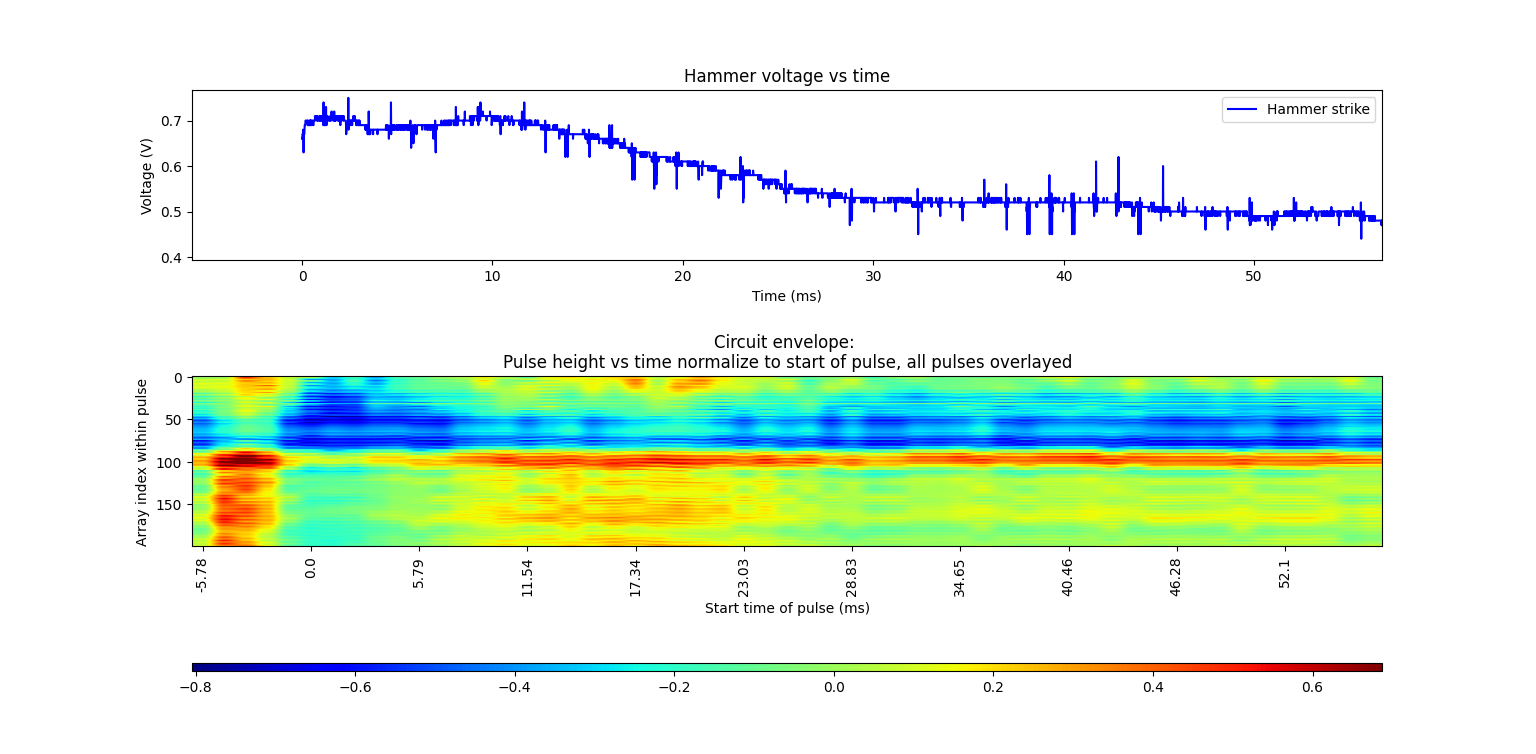 Hammer voltage vs time
Hammer strike
Voltage (V)
0.7
0.6
0.5
0.4
0 10 20 30 40 50
Time (ms)
Circuit envelope:
Pulse height vs time normalize to start of pulse, all pulses overlayed
Array index within pulse
0
50
100
150
-5.78 0.0 5.79 11.54 17.34 23.03 28.83 34.65 40.46 46.28 52.1
Start time of pulse (ms)
−0.8 −0.6 −0.4 −0.2 0.0 0.2 0.4 0.6